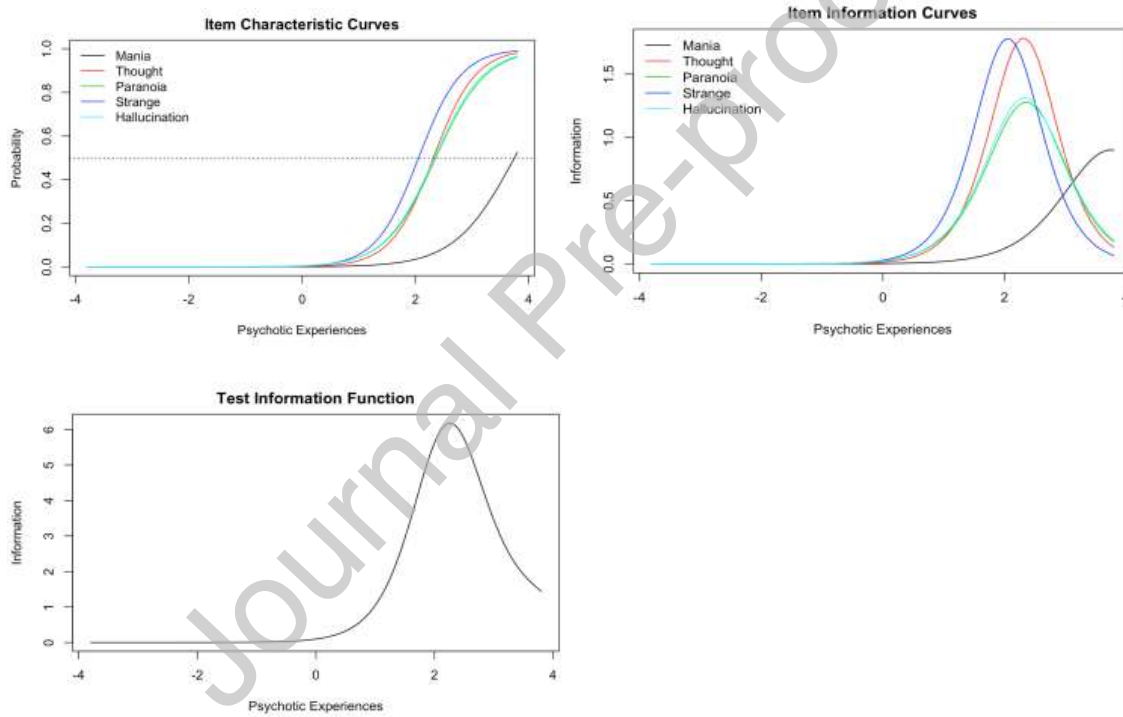 Item Characteristic Curves
Probability
0.0 0.2 0.4 0.6 0.8 1.0
Mania
Thought
Paranoia
Strange
Hallucination
-4 -2 0 2 4
Psychotic Experiences
Item Information Curves
Information
0.0 0.5 1.0 1.5
Mania
Thought
Paranoia
Strange
Hallucination
-4 -2 0 2
Psychotic Experiences
Test Information Function
Information
0 1 2 3 4 5 6
-4 -2 0 2 4
Psychotic Experiences
Journal Pre-proo